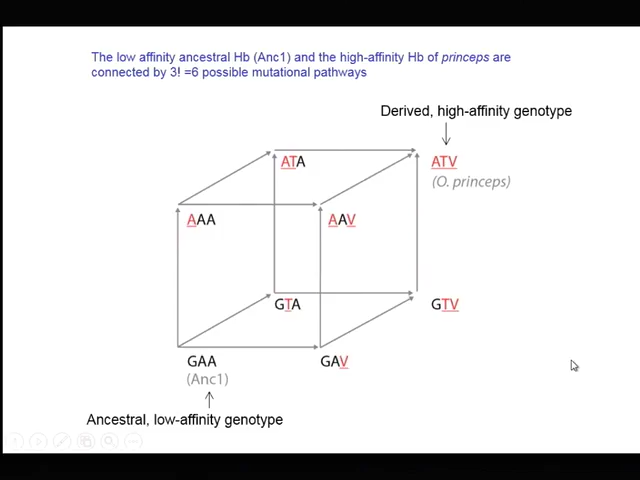 The low affinity ancestral Hb (Anc1) and the high-affinity Hb of princeps are
connected by 3! =6 possible mutational pathways
Derived, high-affinity genotype
ATA
ATV
(O. princeps)
AAA
AAV
GTA
GTV
GAA
GAV
(Anc1)
Ancestral, low-affinity genotype